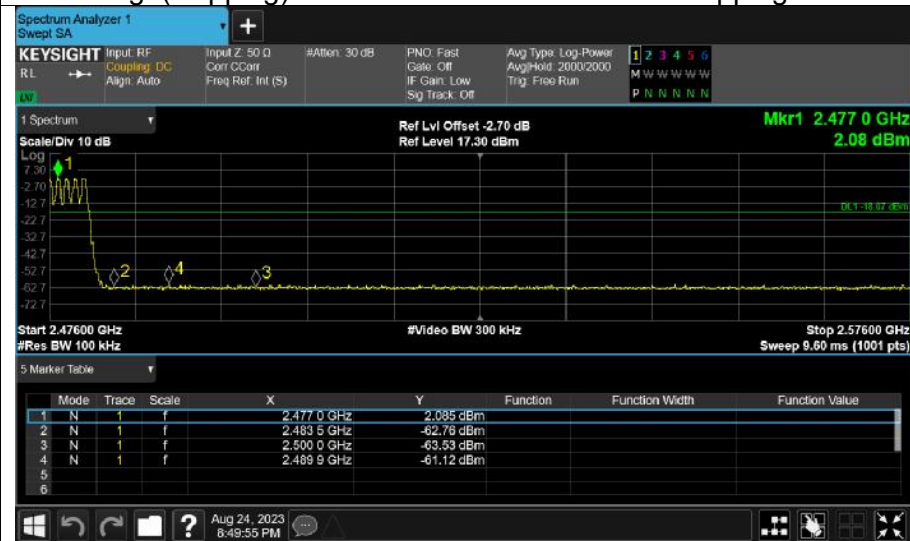 Spectrum Analyzer 1
Swept SA
+
KEYSIGHT
RL
LXI
Input: RF
Coupling: DC
Align: Auto
Input Z: 50 Ω
Corr CCorr
Freq Ref: Int (S)
#Atten: 30 dB
PNO: Fast
Gate: Off
IF Gain: Low
Sig Track: Off
Avg Type: Log-Power
Avg|Hold: 2000/2000
Trig: Free Run
1 2 3 4 5 6
M W W W W W
P N N N N N
1 Spectrum
Scale/Div 10 dB
Ref Lvl Offset -2.70 dB
Ref Level 17.30 dBm
Mkr1 2.477 0 GHz
2.08 dBm
Log
7.30
-2.70
-12.7
-22.7
-32.7
-42.7
-52.7
-62.7
-72.7
1
2
4
3
DL1 -18.07 dBm
Start 2.47600 GHz
#Res BW 100 kHz
#Video BW 300 kHz
Stop 2.57600 GHz
Sweep 9.60 ms (1001 pts)
5 Marker Table
Mode Trace Scale X Y Function Function Width Function Value
1 N 1 f 2.477 0 GHz 2.085 dBm
2 N 1 f 2.483 5 GHz -62.76 dBm
3 N 1 f 2.500 0 GHz -63.53 dBm
4 N 1 f 2.489 9 GHz -61.12 dBm
5
6
?
Aug 24, 2023
8:49:55 PM